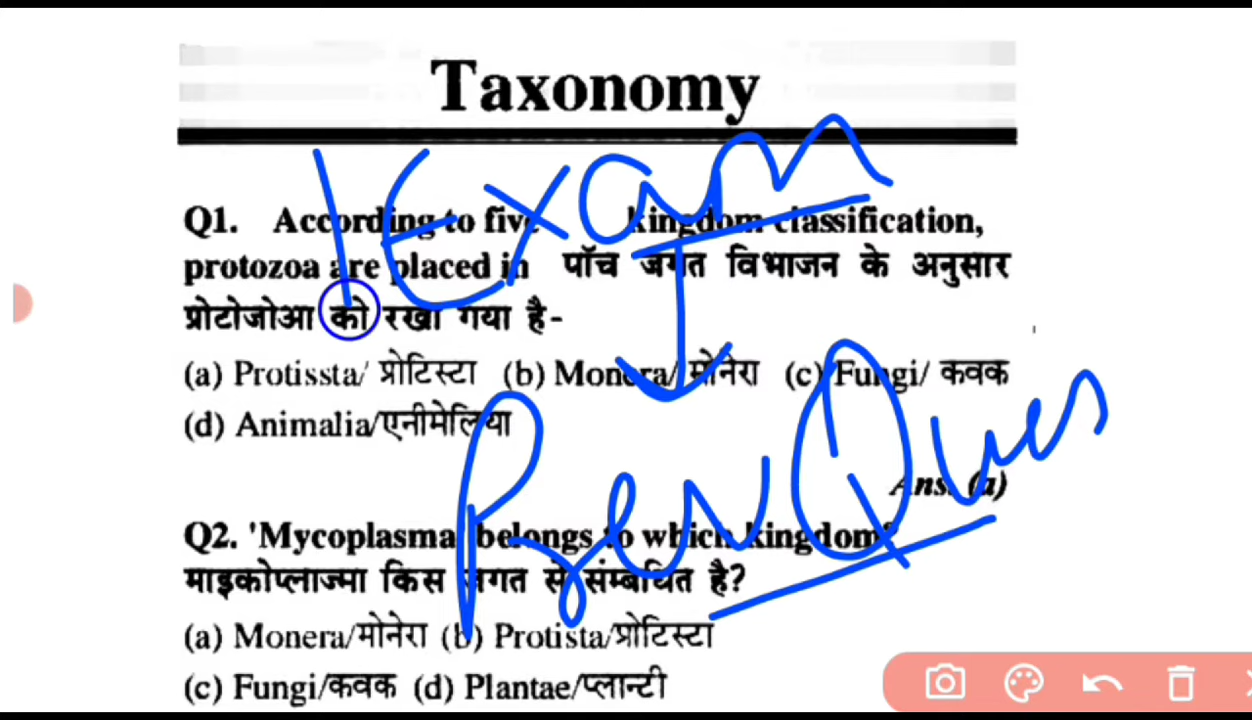 Taxonomy
Exam
Q1. According to five kingdom classification,
protozoa are placed in पाँच जगत विभाजन के अनुसार
प्रोटोजोआ को रखा गया है-
(a) Protissta/ प्रोटिस्टा (b) Monera/मोनेरा (c) Fungi/ कवक
(d) Animalia/एनीमेलिया
Ans. (a)
Ques
Q2. 'Mycoplasma belongs to which kingdom?
माइकोप्लाज्मा किस जगत से संम्बधित है?
(a) Monera/मोनेरा (b) Protista/प्रोटिस्टा
(c) Fungi/कवक (d) Plantae/प्लान्टी